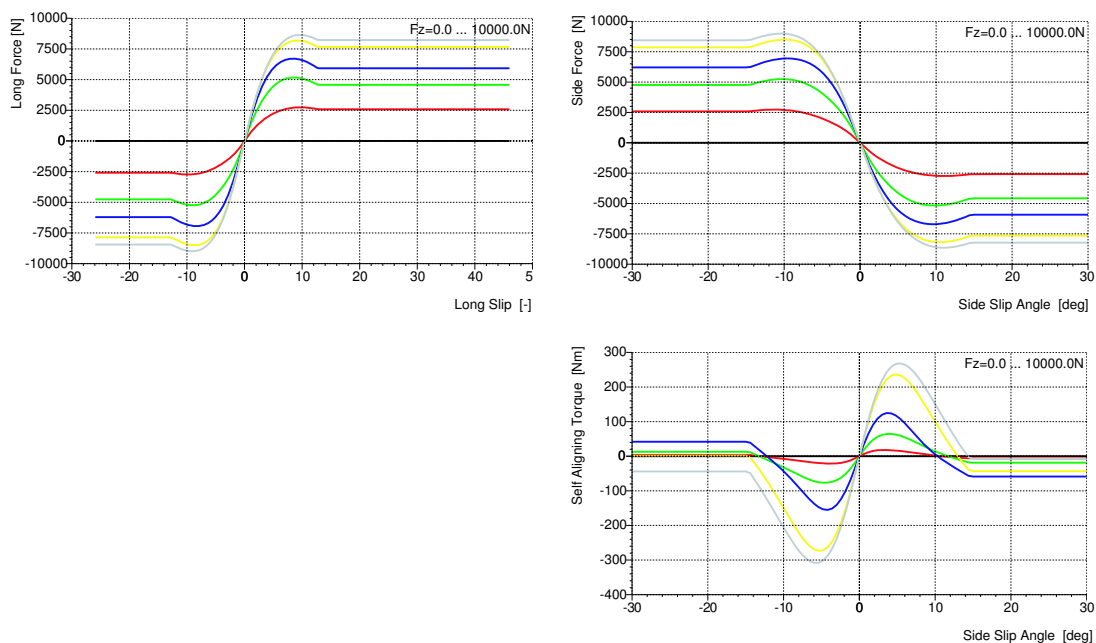 Long Force [N]
10000
7500
5000
2500
0
-2500
-5000
-7500
-10000
Fz=0.0 ... 10000.0N
-30 -20 -10 0 10 20 30 40 5
Long Slip [-]
Side Force [N]
10000
7500
5000
2500
0
-2500
-5000
-7500
-10000
Fz=0.0 ... 10000.0N
-30 -20 -10 0 10 20 30
Side Slip Angle [deg]
Self Aligning Torque [Nm]
300
200
100
0
-100
-200
-300
-400
Fz=0.0 ... 10000.0N
-30 -20 -10 0 10 20 30
Side Slip Angle [deg]